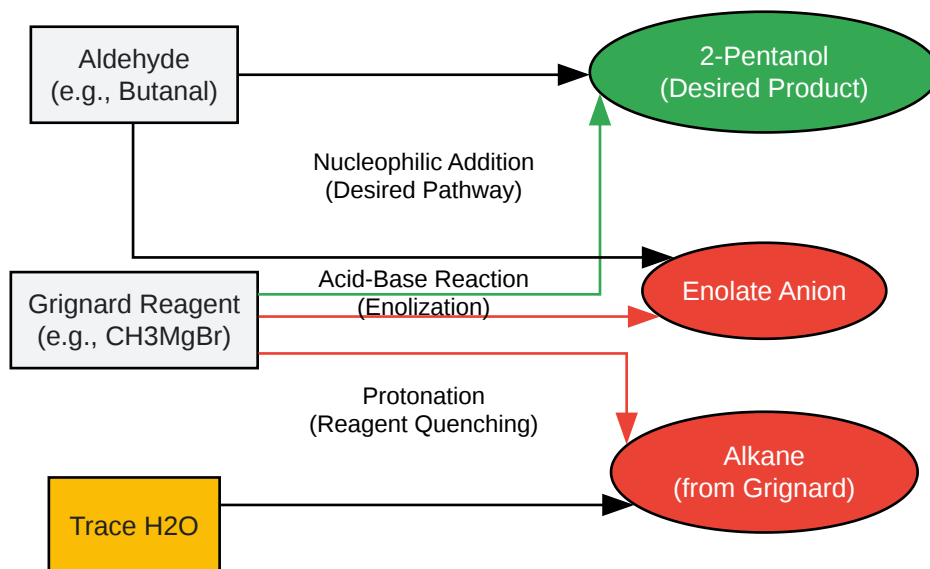 Aldehyde
(e.g., Butanal)
2-Pentanol
(Desired Product)
Nucleophilic Addition
(Desired Pathway)
Grignard Reagent
(e.g., CH3MgBr)
Acid-Base Reaction
(Enolization)
Enolate Anion
Protonation
(Reagent Quenching)
Alkane
(from Grignard)
Trace H2O